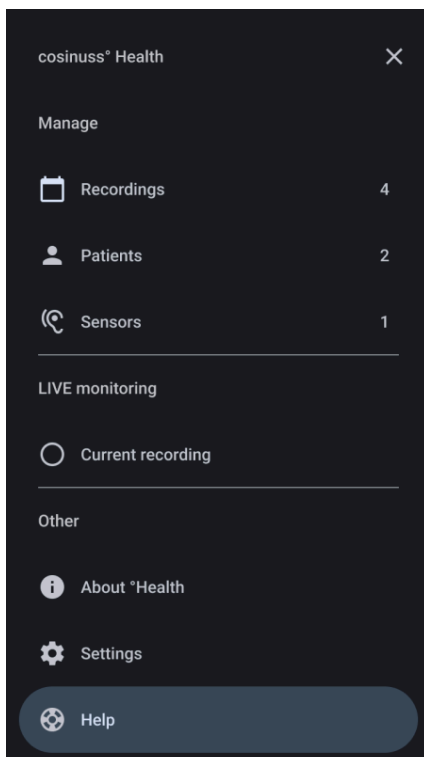 cosinuss° Health
Manage
Recordings 4
Patients 2
Sensors 1
LIVE monitoring
Current recording
Other
About °Health
Settings
Help